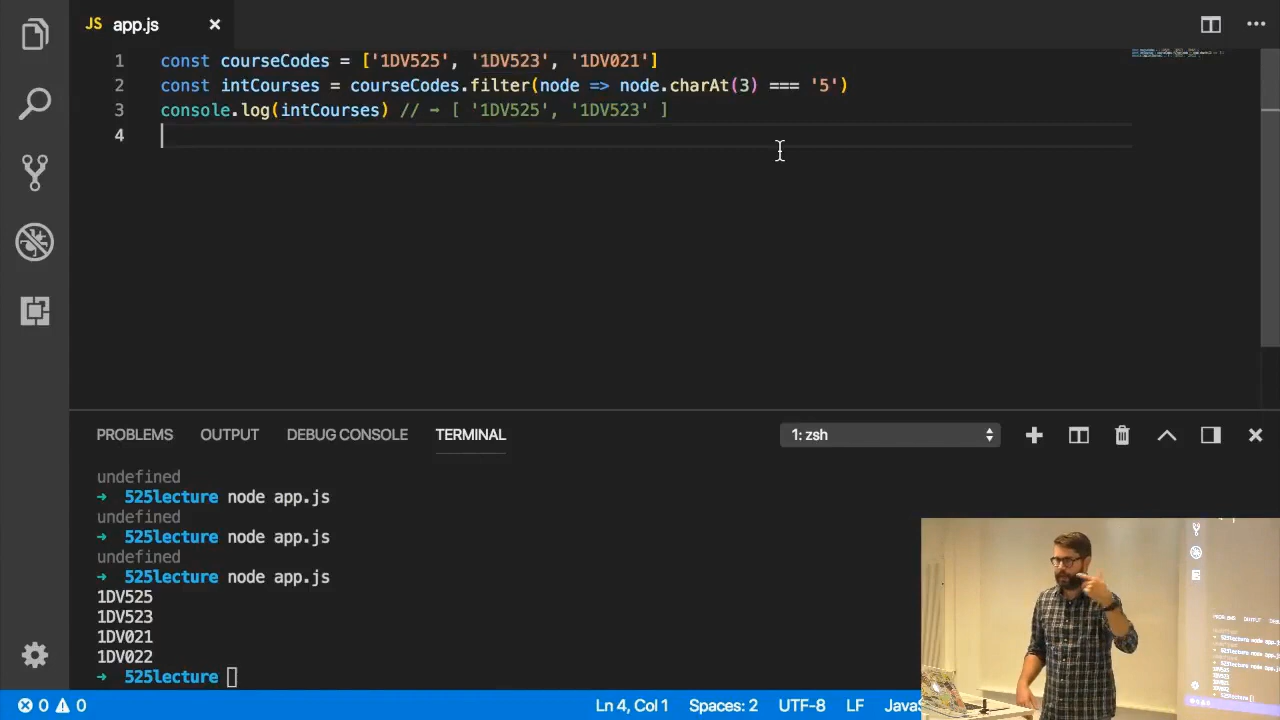 JS app.js
1 const courseCodes = ['1DV525', '1DV523', '1DV021']
2 const intCourses = courseCodes.filter(node => node.charAt(3) === '5')
3 console.log(intCourses) // ➡ [ '1DV525', '1DV523' ]
4
PROBLEMS OUTPUT DEBUG CONSOLE TERMINAL 1: zsh
undefined
➜ 525lecture node app.js
undefined
➜ 525lecture node app.js
undefined
➜ 525lecture node app.js
1DV525
1DV523
1DV021
1DV022
➜ 525lecture
0 0 Ln 4, Col 1 Spaces: 2 UTF-8 LF JavaS